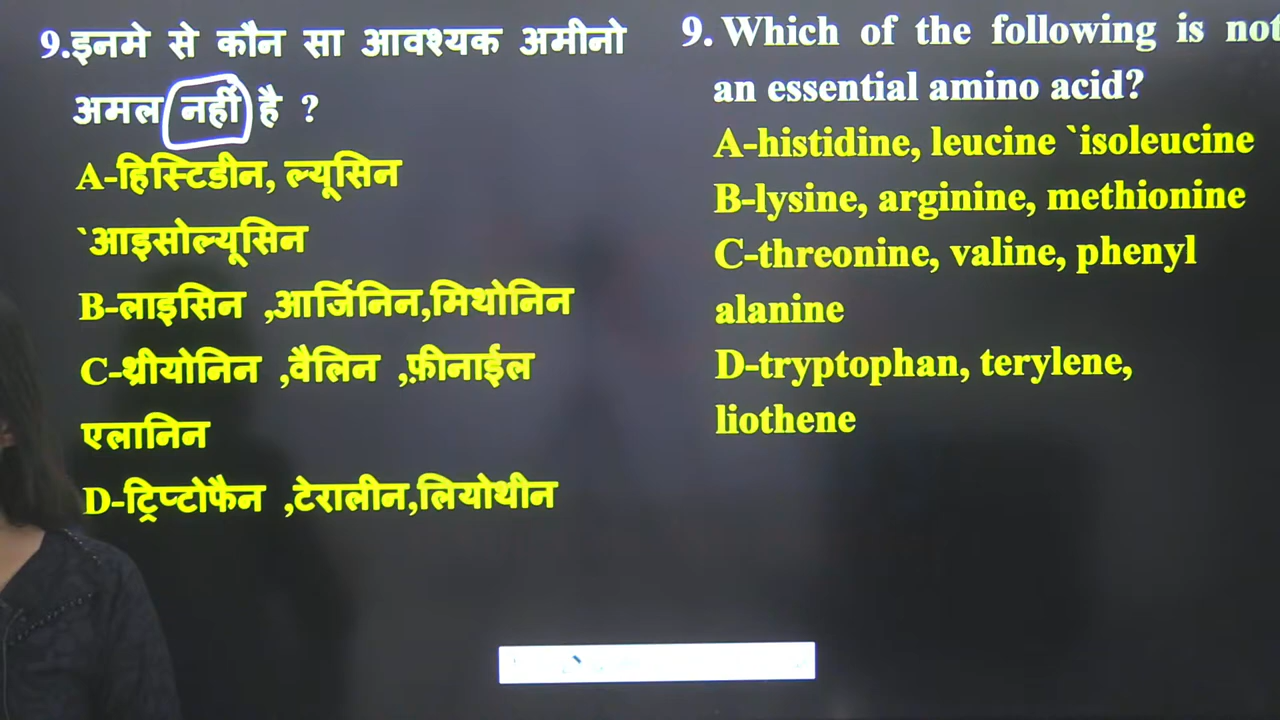 9.इनमे से कौन सा आवश्यक अमीनो
अमल नहीं है ?
A-हिस्टिडीन, ल्यूसिन
`आइसोल्यूसिन
B-लाइसिन ,आर्जिनिन,मिथोनिन
C-थ्रीयोनिन ,वैलिन ,फ़ीनाईल
एलानिन
D-ट्रिप्टोफैन ,टेरालीन,लियोथीन
9. Which of the following is not
an essential amino acid?
A-histidine, leucine `isoleucine
B-lysine, arginine, methionine
C-threonine, valine, phenyl
alanine
D-tryptophan, terylene,
liothene